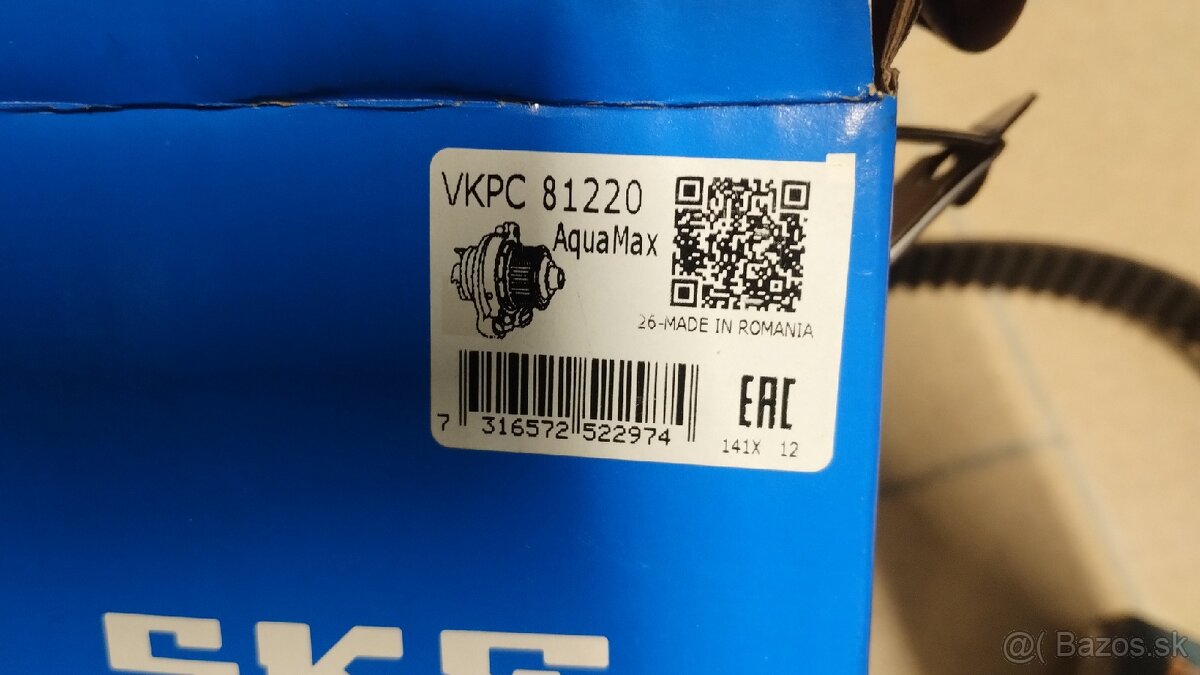 VKPC 81220
AquaMax
26-MADE IN ROMANIA
7 316572 522974
EAC
141X 12
SKF
@( Bazos.sk